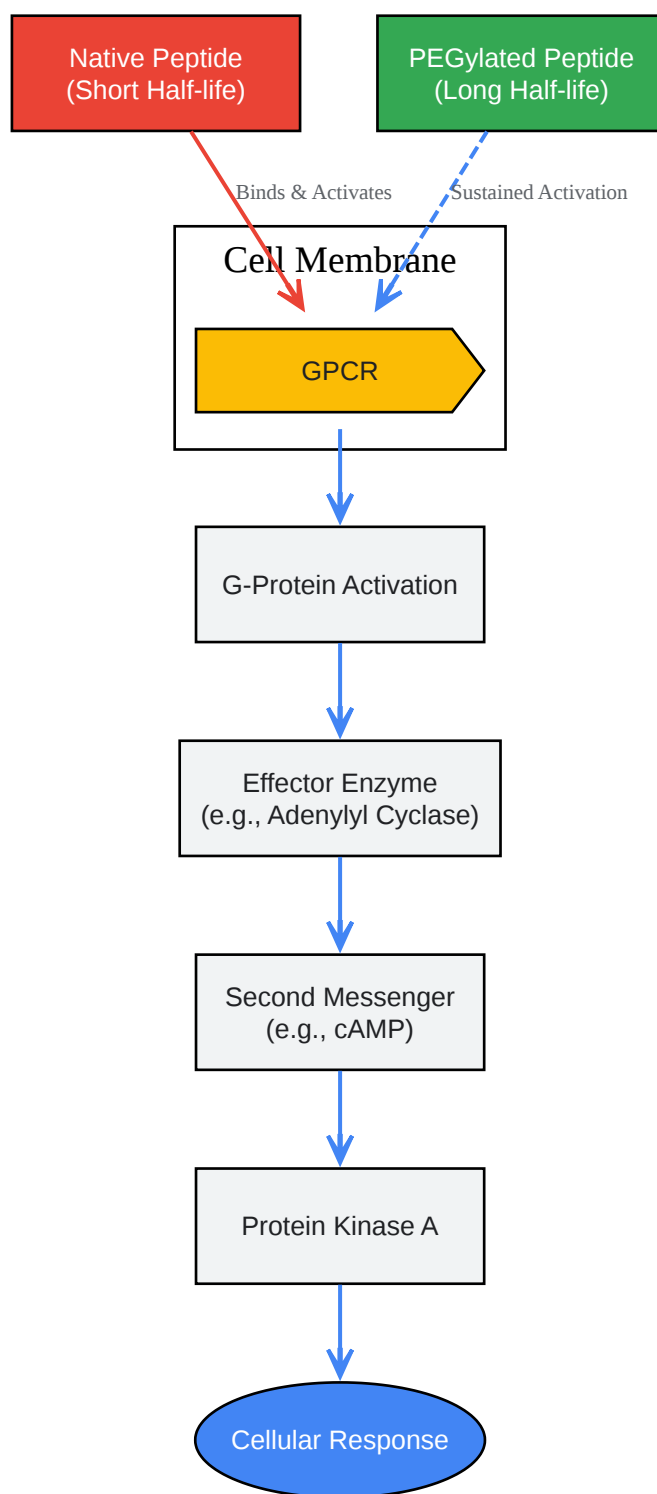 Native Peptide
(Short Half-life)
PEGylated Peptide
(Long Half-life)
Binds & Activates
Sustained Activation
Cell Membrane
GPCR
G-Protein Activation
Effector Enzyme
(e.g., Adenylyl Cyclase)
Second Messenger
(e.g., cAMP)
Protein Kinase A
Cellular Response